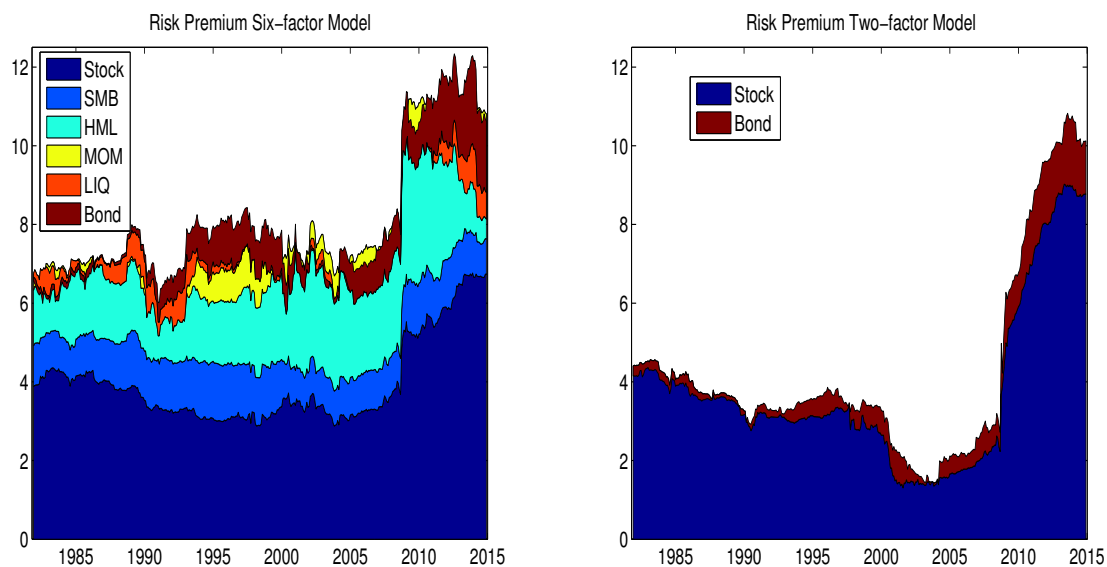 Risk Premium Six−factor Model
12
10
8
6
4
2
0
Stock
SMB
HML
MOM
LIQ
Bond
1985 1990 1995 2000 2005 2010 2015
Risk Premium Two−factor Model
12
10
8
6
4
2
0
Stock
Bond
1985 1990 1995 2000 2005 2010 2015